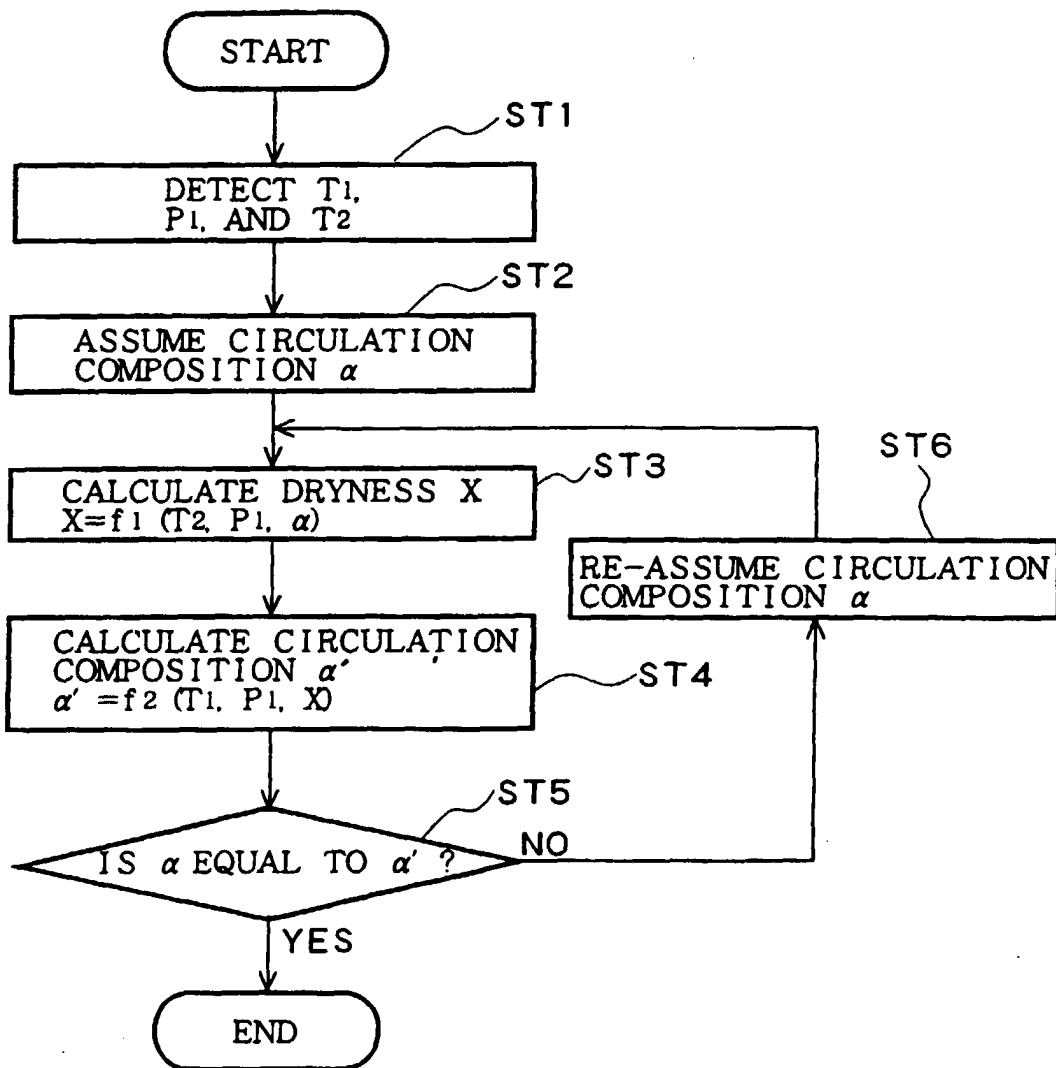 START
ST1
DETECT T1,
P1, AND T2
ST2
ASSUME CIRCULATION
COMPOSITION α
ST3
CALCULATE DRYNESS X
X=f1 (T2, P1, α)
ST6
RE-ASSUME CIRCULATION
COMPOSITION α
CALCULATE CIRCULATION
COMPOSITION α'
α' =f2 (T1, P1, X)
ST4
ST5
IS α EQUAL TO α' ?
NO
YES
END